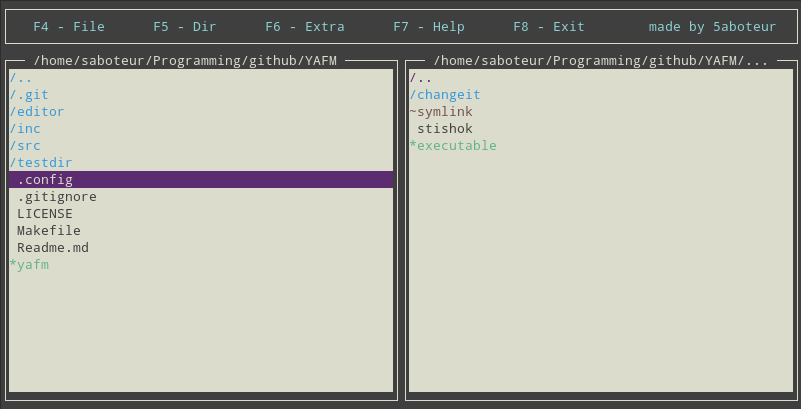 F4 - File F5 - Dir F6 - Extra F7 - Help F8 - Exit made by 5aboteur
/home/saboteur/Programming/github/YAFM
/..
/.git
/editor
/inc
/src
/testdir
.config
.gitignore
LICENSE
Makefile
Readme.md
*yafm
/home/saboteur/Programming/github/YAFM/...
/..
/changeit
~symlink
stishok
*executable